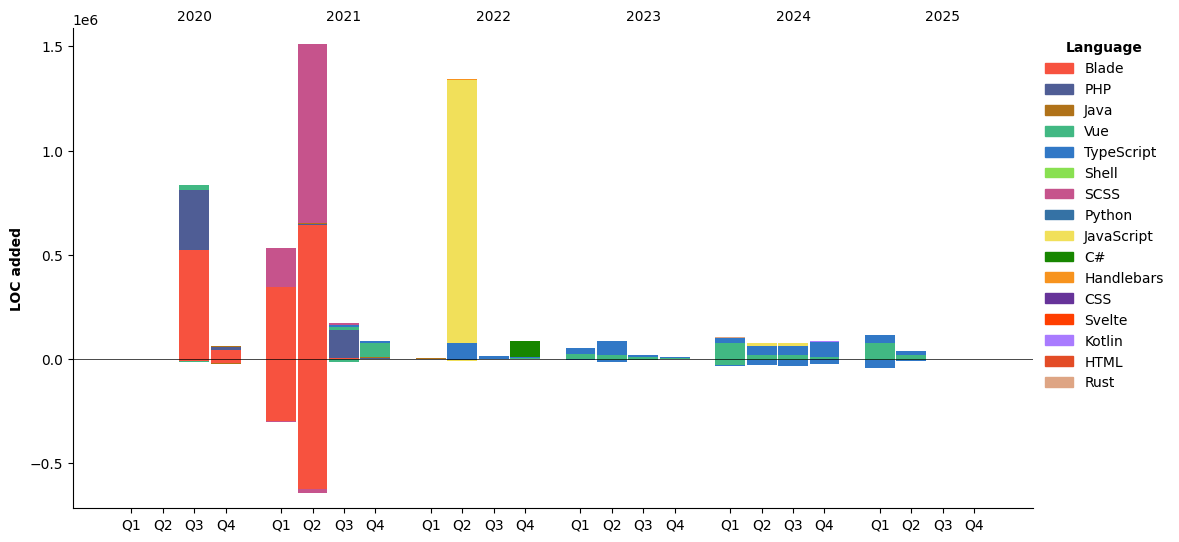 2020 2021 2022 2023 2024 2025
1e6
1.5
1.0
0.5
0.0
−0.5
LOC added
Q1 Q2 Q3 Q4 Q1 Q2 Q3 Q4 Q1 Q2 Q3 Q4 Q1 Q2 Q3 Q4 Q1 Q2 Q3 Q4 Q1 Q2 Q3 Q4
Language
Blade
PHP
Java
Vue
TypeScript
Shell
SCSS
Python
JavaScript
C#
Handlebars
CSS
Svelte
Kotlin
HTML
Rust